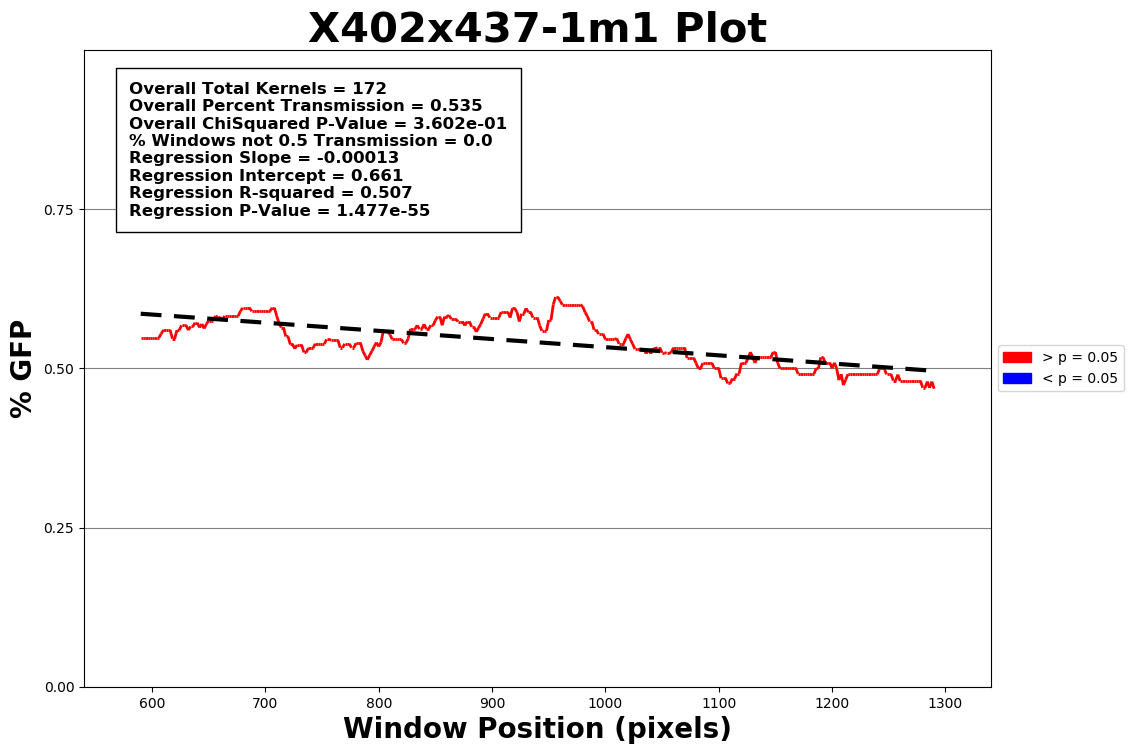 X402x437-1m1 Plot
Overall Total Kernels = 172
Overall Percent Transmission = 0.535
Overall ChiSquared P-Value = 3.602e-01
% Windows not 0.5 Transmission = 0.0
Regression Slope = -0.00013
Regression Intercept = 0.661
Regression R-squared = 0.507
Regression P-Value = 1.477e-55
0.75
0.50
0.25
0.00
% GFP
> p = 0.05
< p = 0.05
600 700 800 900 1000 1100 1200 1300
Window Position (pixels)